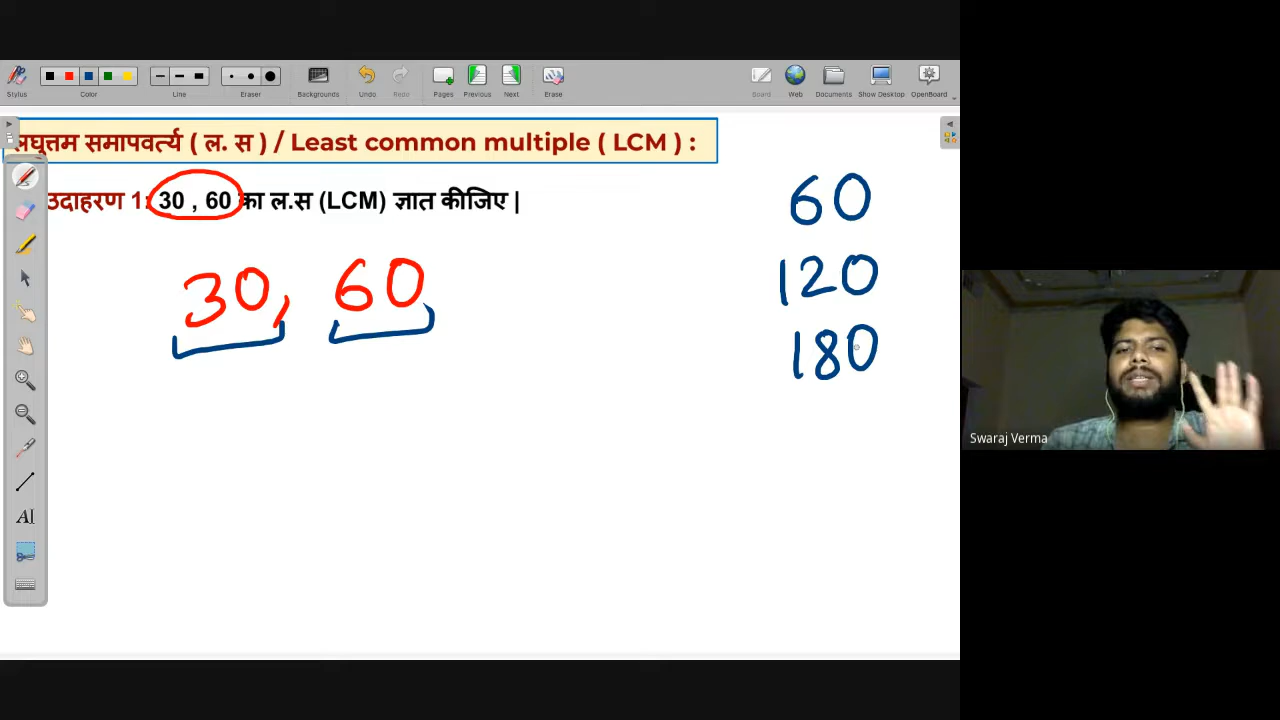 Stylus Color Line Eraser Backgrounds Undo Redo Pages Previous Next Erase Board Web Documents Show Desktop OpenBoard
लघुत्तम समापवर्त्य ( ल. स ) / Least common multiple ( LCM ) :
उदाहरण 1: 30 , 60 का ल.स (LCM) ज्ञात कीजिए |
30, 60
60
120
180
AI
Swaraj Verma